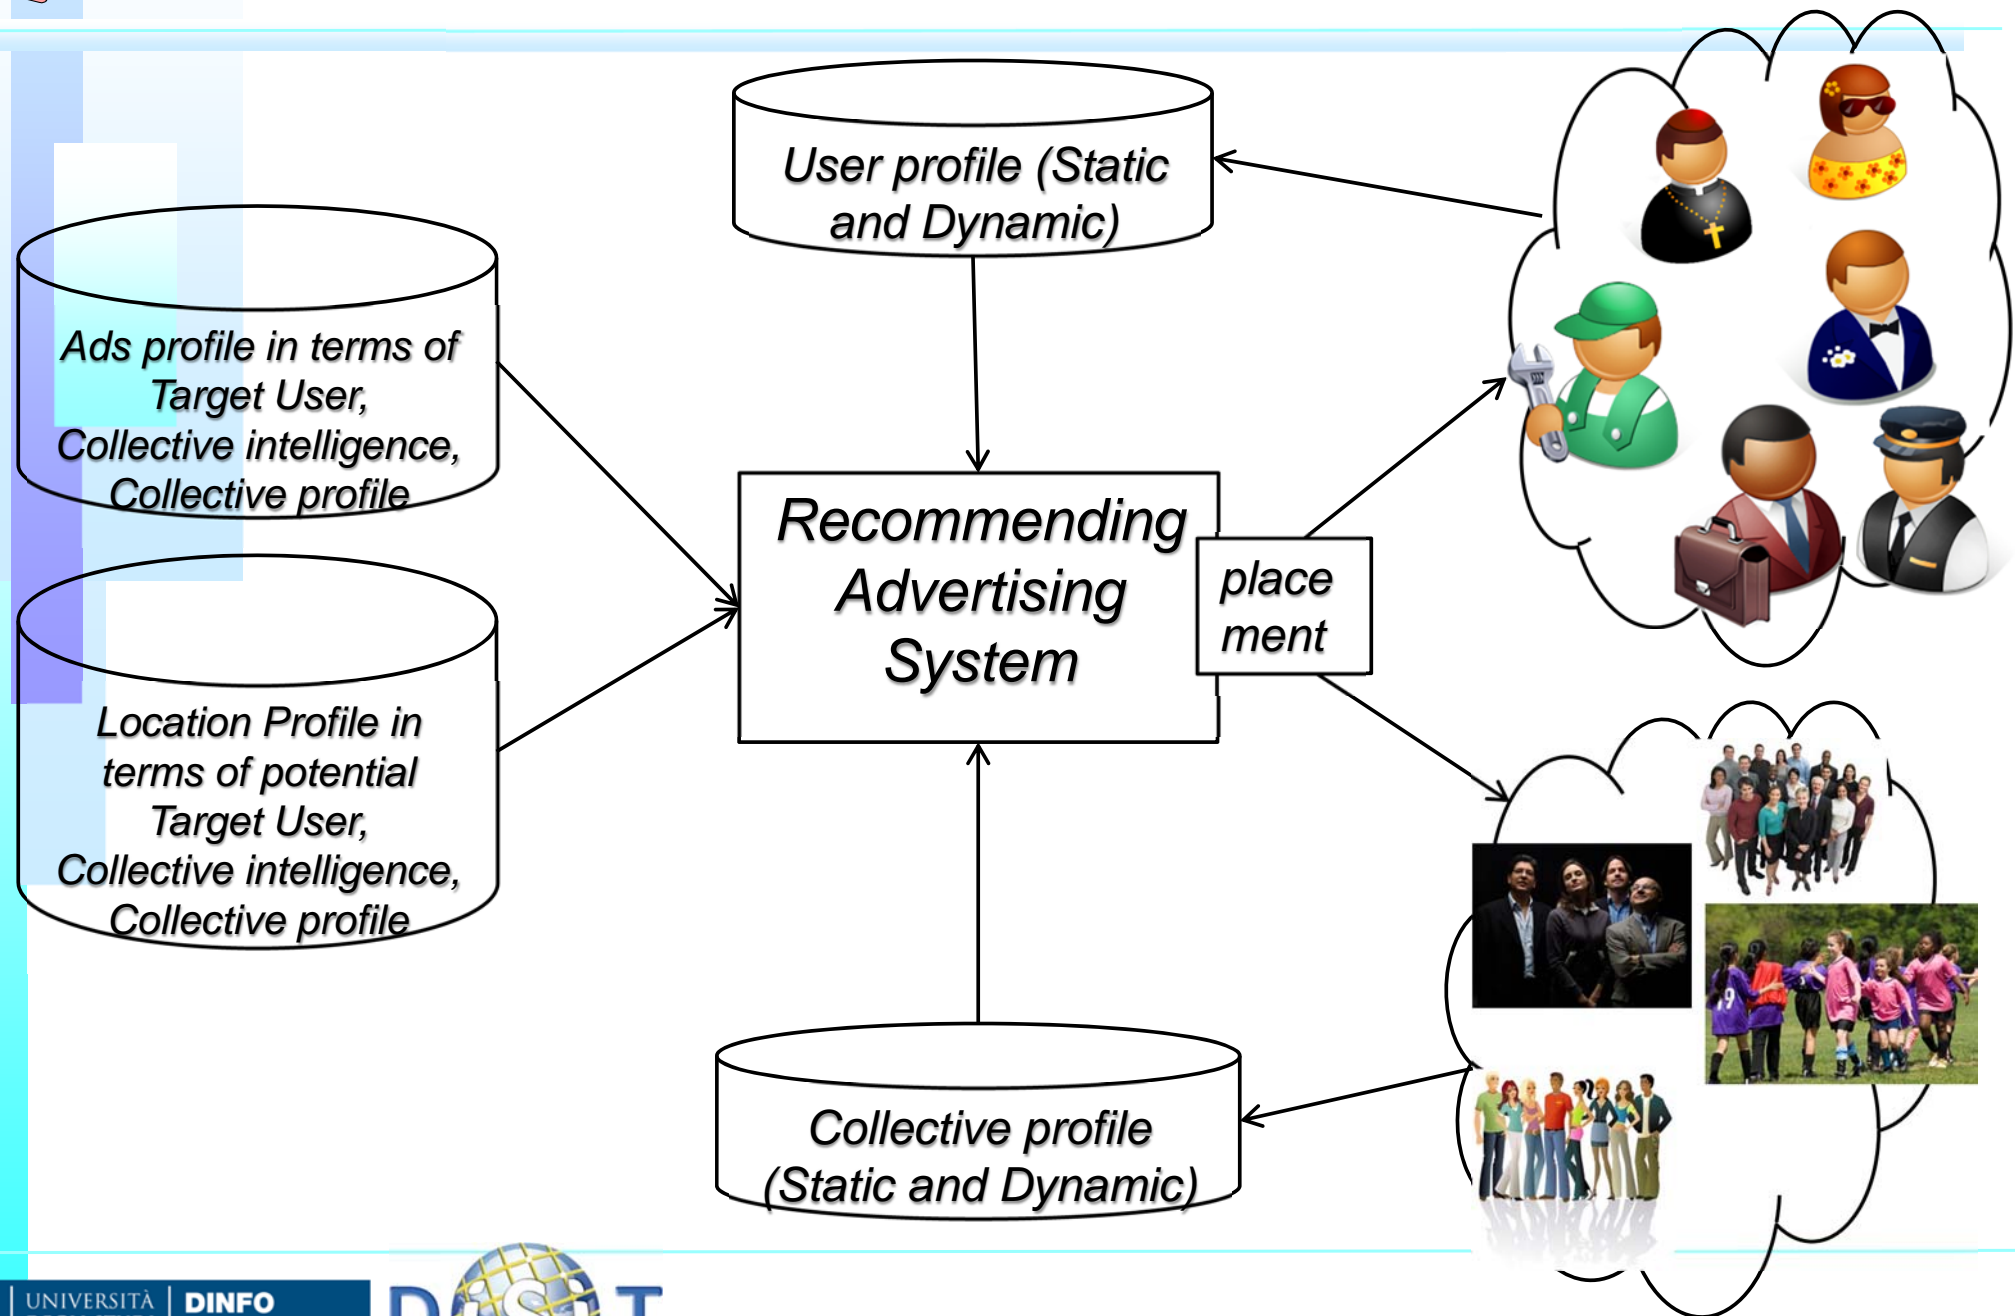 User profile (Static
and Dynamic)
Ads profile in terms of
Target User,
Collective intelligence,
Collective profile
Recommending
Advertising
System
place
ment
Location Profile in
terms of potential
Target User,
Collective intelligence,
Collective profile
Collective profile
(Static and Dynamic)
UNIVERSITÀ
DINFO
DISIT